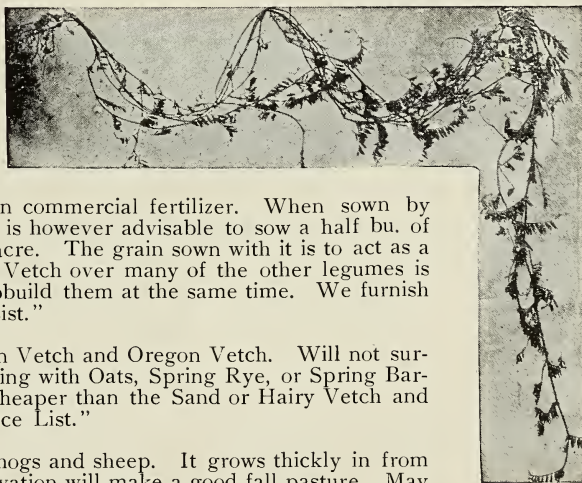 n commercial fertilizer. When sown by
is however advisable to sow a half bu. of
acre. The grain sown with it is to act as a
Vetch over many of the other legumes is
build them at the same time. We furnish
ist."
n Vetch and Oregon Vetch. Will not sur-
ing with Oats, Spring Rye, or Spring Bar-
heaper than the Sand or Hairy Vetch and
ce List."
hogs and sheep. It grows thickly in from
vation will make a good fall pasture. May